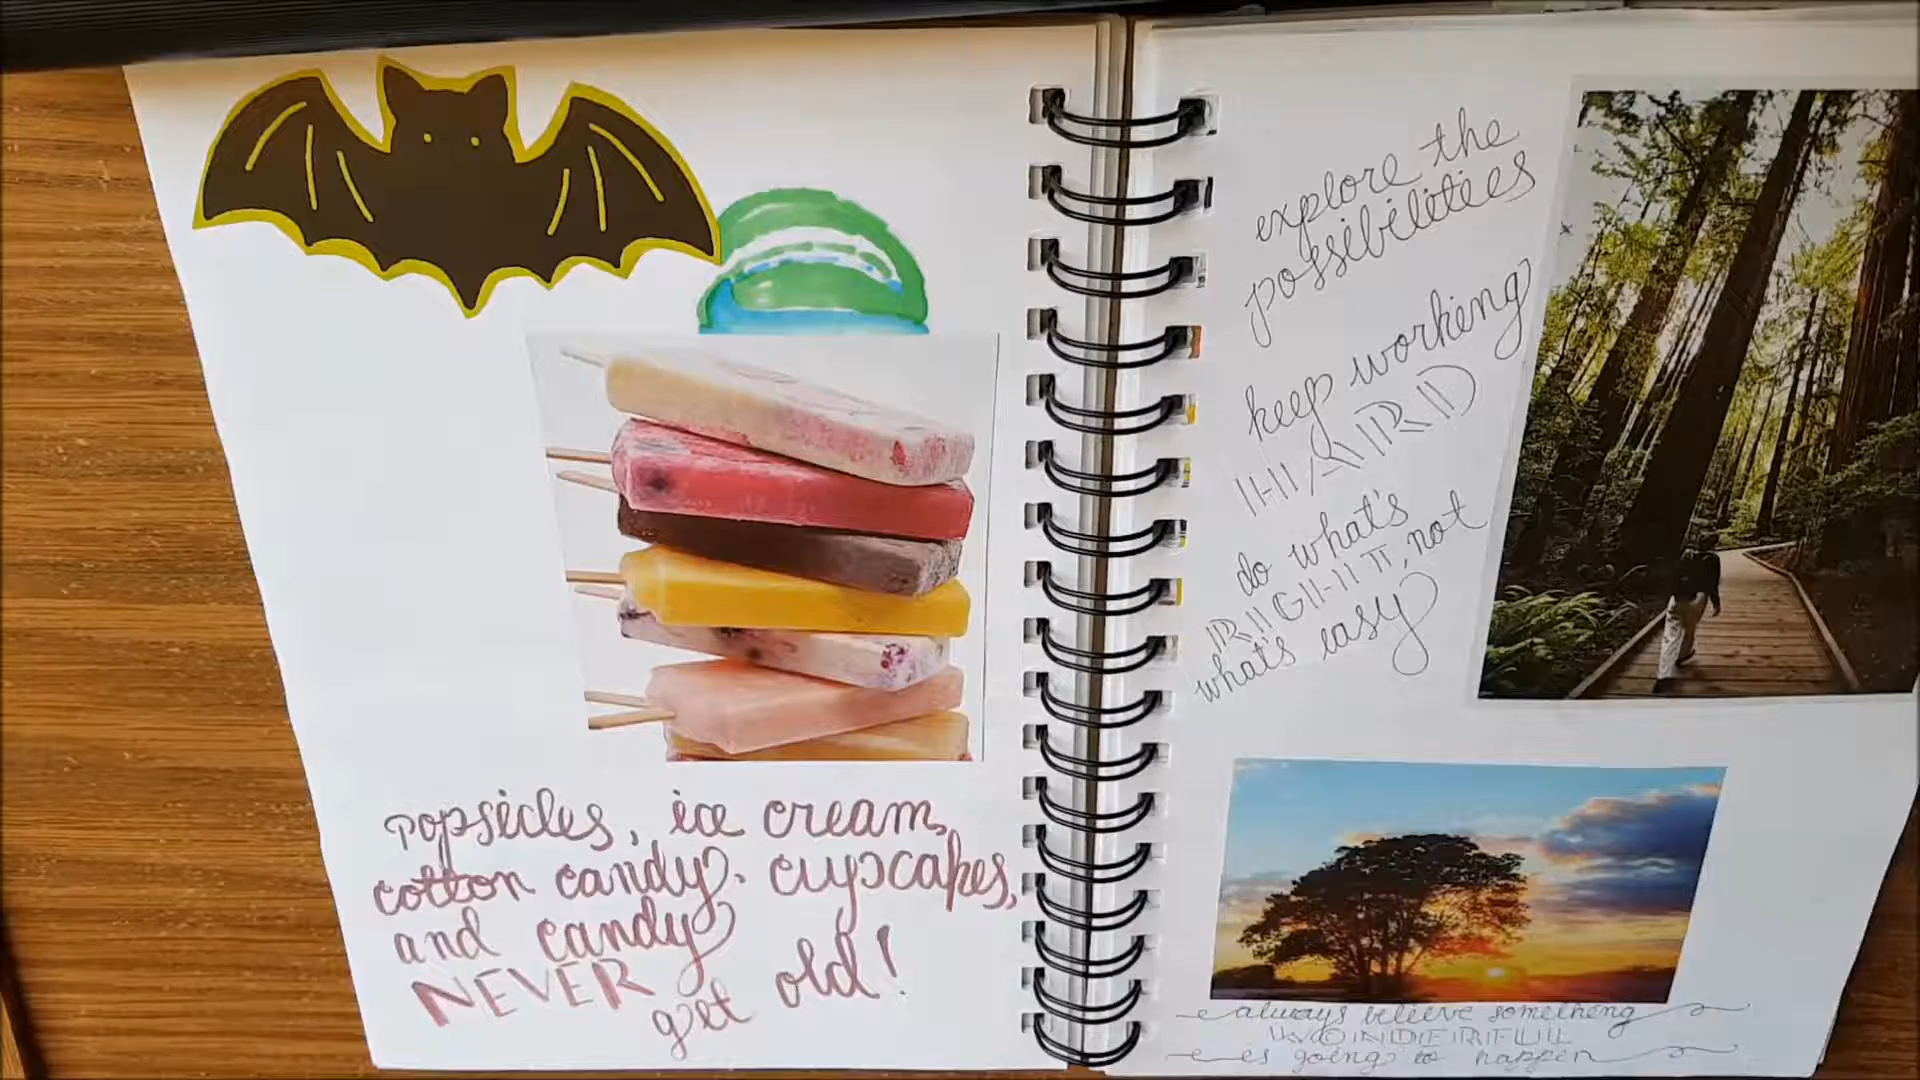 popsicles, ice cream,
cotton candy, cupcakes,
and candy
NEVER
get old!
explore the
possibilities
keep working
HARD
do what's
RIGHT, not
what's easy
always believe something
WONDERFUL
is going to happen